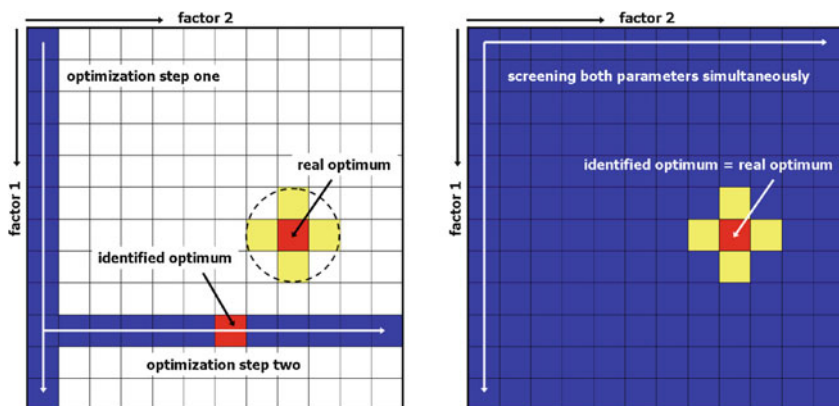 factor 2
factor 1
optimization step one
real optimum
identified optimum
optimization step two
factor 2
factor 1
screening both parameters simultaneously
identified optimum = real optimum